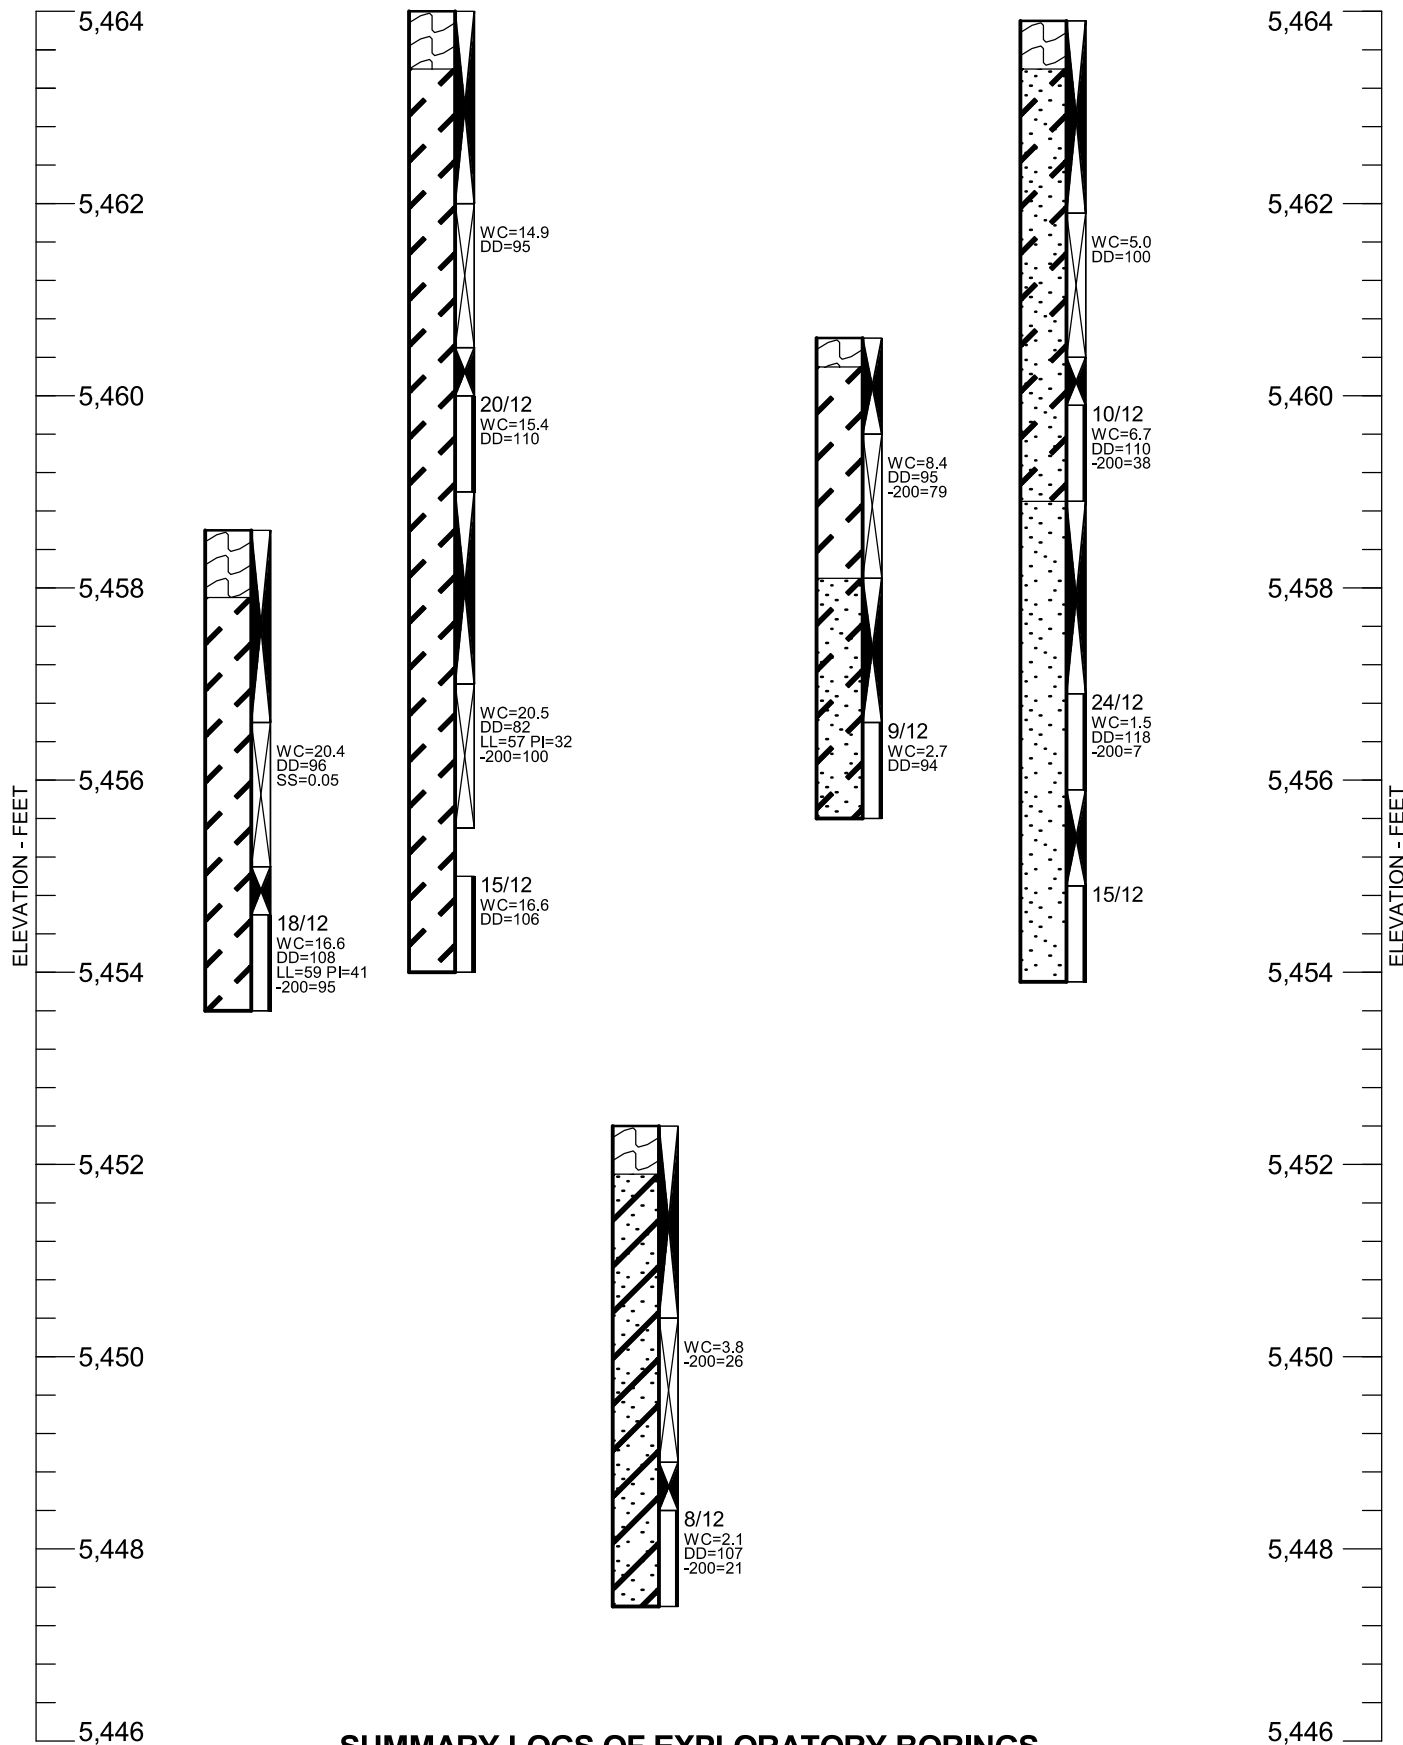 5,464
5,462
5,460
5,458
5,456
5,454
5,452
5,450
5,448
5,446
ELEVATION - FEET
WC=20.4
DD=96
SS=0.05
18/12
WC=16.6
DD=108
LL=59 PI=41
-200=95
WC=14.9
DD=95
20/12
WC=15.4
DD=110
WC=20.5
DD=82
LL=57 PI=32
-200=100
15/12
WC=16.6
DD=106
WC=3.8
-200=26
8/12
WC=2.1
DD=107
-200=21
WC=8.4
DD=95
-200=79
9/12
WC=2.7
DD=94
WC=5.0
DD=100
10/12
WC=6.7
DD=110
-200=38
24/12
WC=1.5
DD=118
-200=7
15/12
5,464
5,462
5,460
5,458
5,456
5,454
5,452
5,450
5,448
5,446
ELEVATION - FEET
SUMMARY LOGS OF EXPLORATORY BORINGS